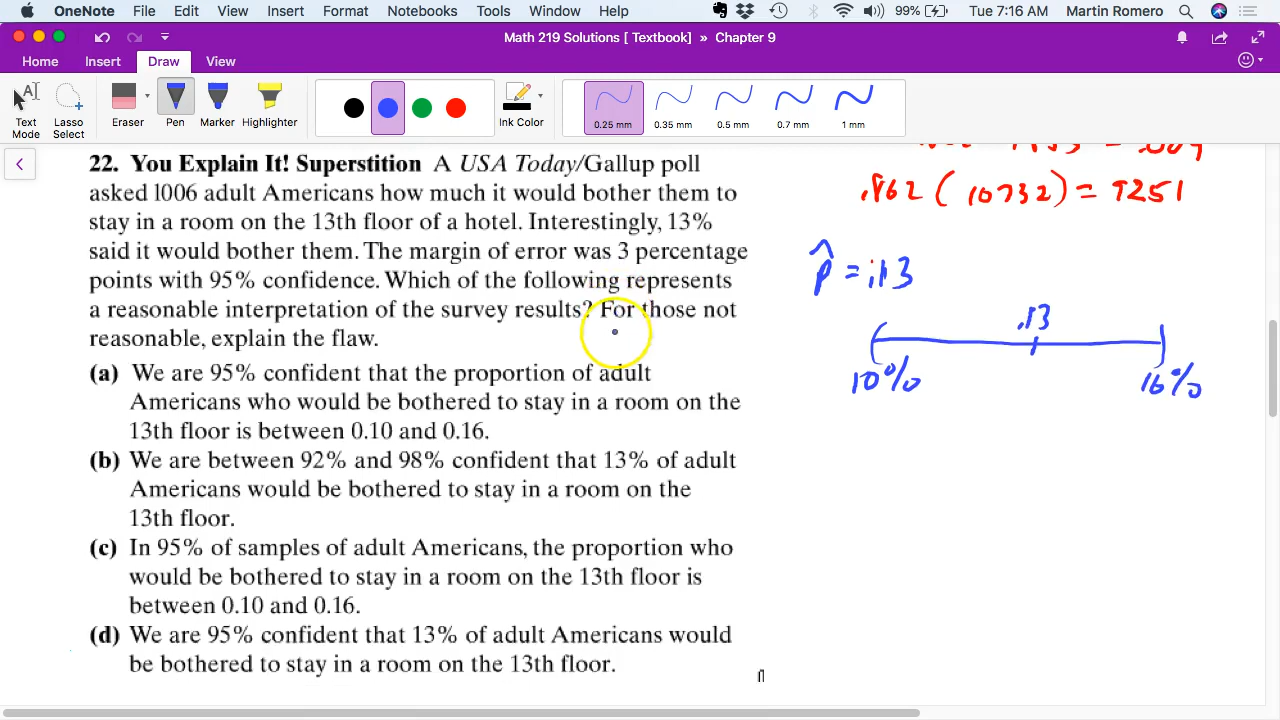 OneNote File Edit View Insert Format Notebooks Tools Window Help 99% Tue 7:16 AM Martin Romero
Math 219 Solutions [ Textbook] » Chapter 9
Home Insert Draw View
Text Mode
Lasso Select
Eraser
Pen
Marker
Highlighter
Ink Color
0.25 mm
0.35 mm
0.5 mm
0.7 mm
1 mm
22. You Explain It! Superstition A USA Today/Gallup poll
asked 1006 adult Americans how much it would bother them to
stay in a room on the 13th floor of a hotel. Interestingly, 13%
said it would bother them. The margin of error was 3 percentage
points with 95% confidence. Which of the following represents
a reasonable interpretation of the survey results? For those not
reasonable, explain the flaw.
(a) We are 95% confident that the proportion of adult
Americans who would be bothered to stay in a room on the
13th floor is between 0.10 and 0.16.
(b) We are between 92% and 98% confident that 13% of adult
Americans would be bothered to stay in a room on the
13th floor.
(c) In 95% of samples of adult Americans, the proportion who
would be bothered to stay in a room on the 13th floor is
between 0.10 and 0.16.
(d) We are 95% confident that 13% of adult Americans would
be bothered to stay in a room on the 13th floor.
.862 ( 10732) = 9251
p̂ = .13
.13
10% 16%